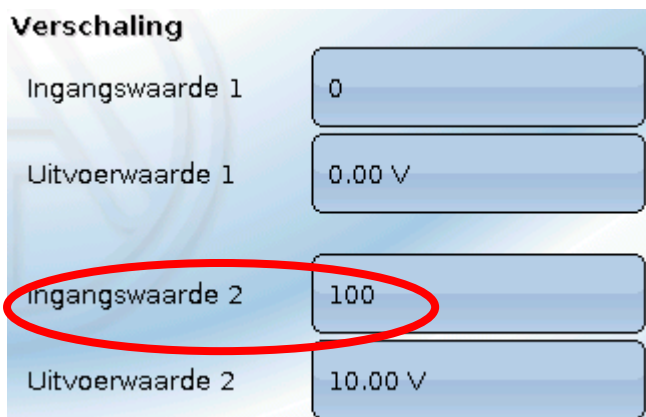 Verschaling
Ingangswaarde 1 0
Uitvoerwaarde 1 0.00 V
Ingangswaarde 2 100
Uitvoerwaarde 2 10.00 V